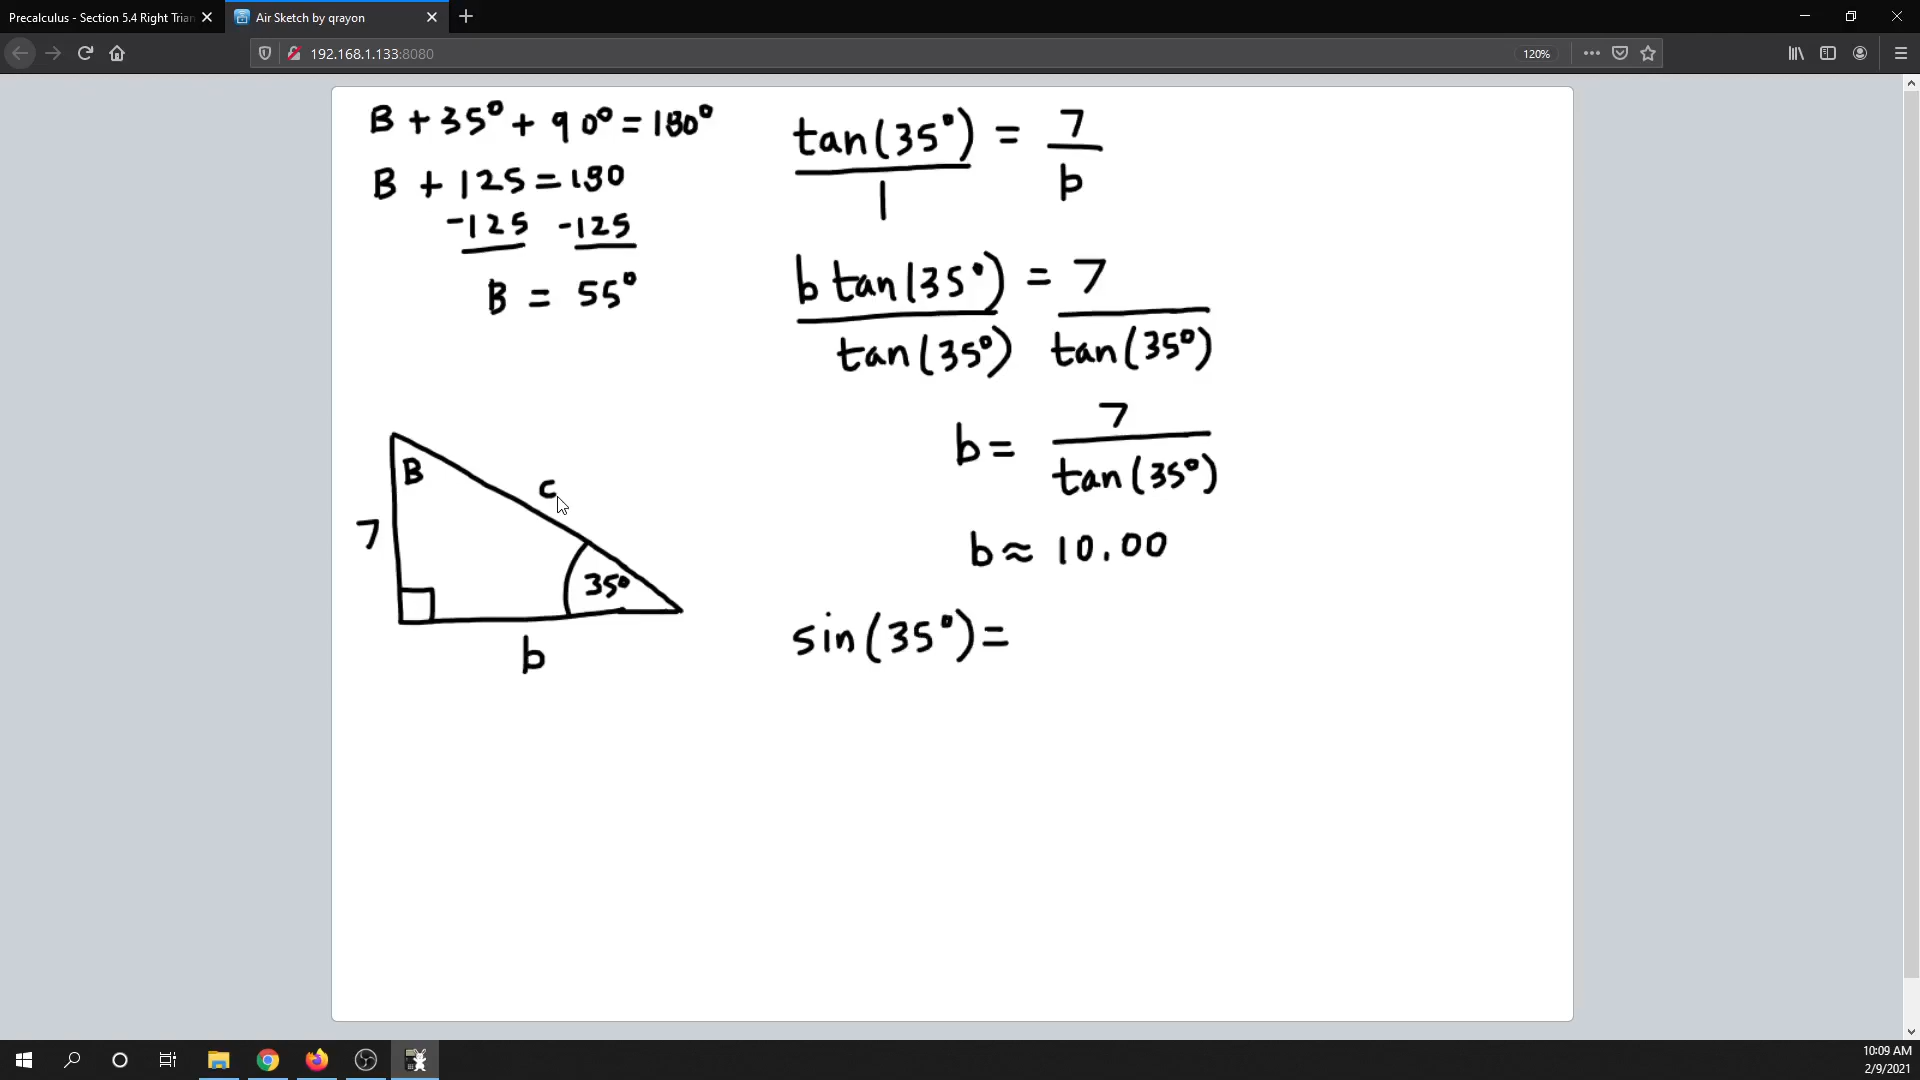 Precalculus - Section 5.4 Right Trian
Air Sketch by qrayon
192.168.1.133:8080
120%
B + 35° + 90° = 180°
B + 125 = 180
-125 -125
B = 55°
tan(35°) = 7
1 b
b tan(35°) = 7
tan(35°) tan(35°)
b = 7
tan(35°)
b ≈ 10.00
sin(35°) =
B
c
7
35°
b
10:09 AM
2/9/2021